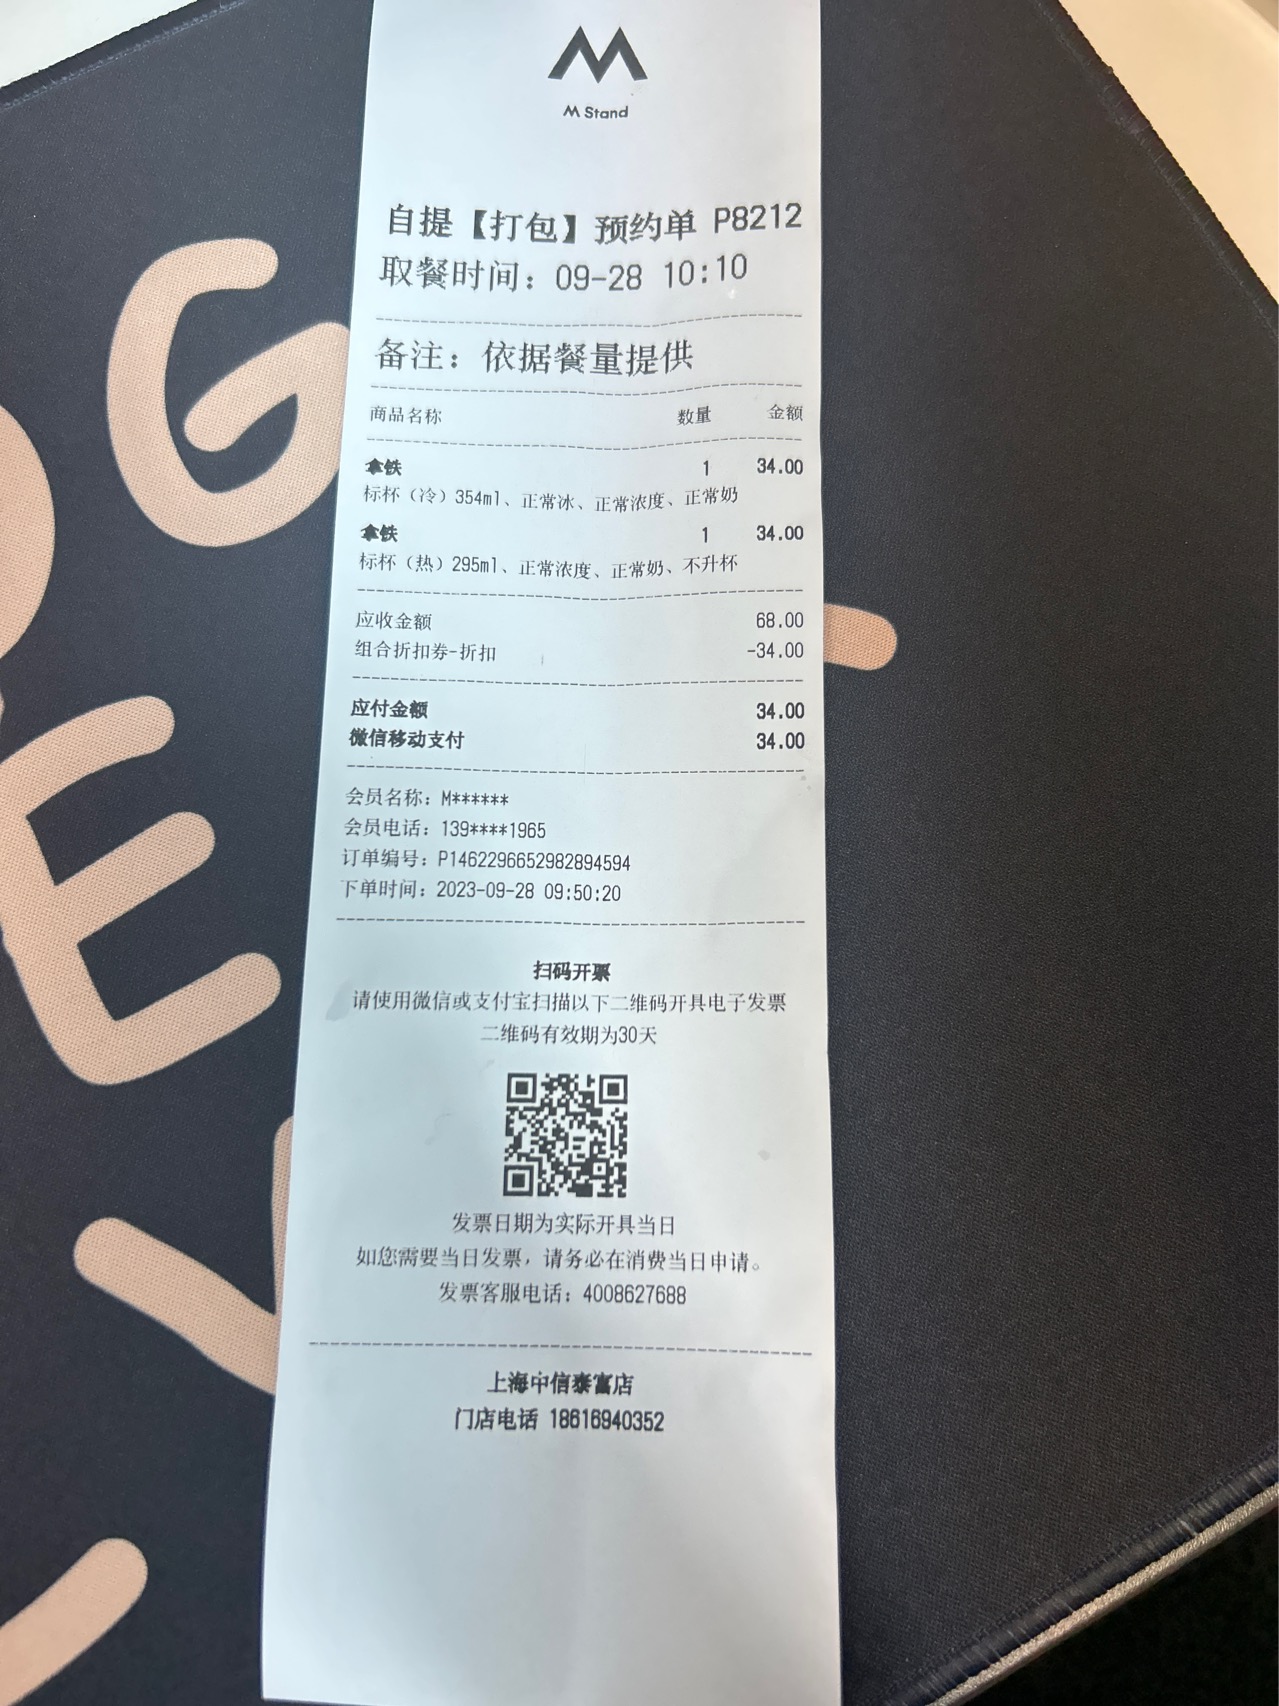 M Stand
自提【打包】预约单 P8212
取餐时间：09-28 10:10
备注：依据餐量提供
商品名称 数量 金额
拿铁 1 34.00
标杯（冷）354ml、正常冰、正常浓度、正常奶
拿铁 1 34.00
标杯（热）295ml、正常浓度、正常奶、不升杯
应收金额 68.00
组合折扣券-折扣 -34.00
应付金额 34.00
微信移动支付 34.00
会员名称：M******
会员电话：139****1965
订单编号：P1462296652982894594
下单时间：2023-09-28 09:50:20
扫码开票
请使用微信或支付宝扫描以下二维码开具电子发票
二维码有效期为30天
发票日期为实际开具当日
如您需要当日发票，请务必在消费当日申请。
发票客服电话：4008627688
上海中信泰富店
门店电话 18616940352
G
E